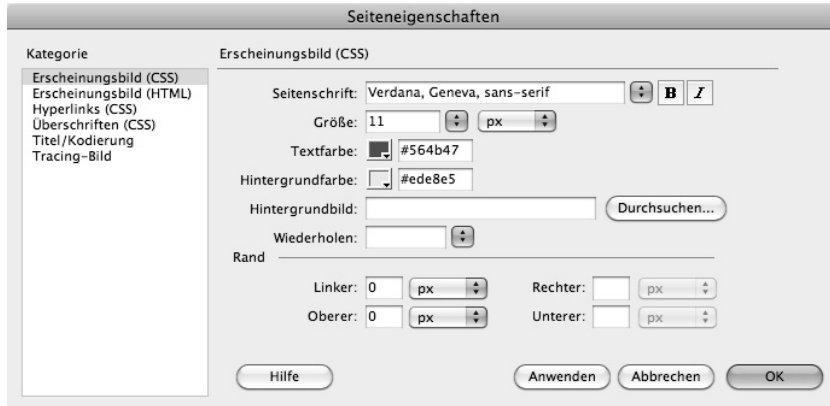 Seiteneigenschaften
Kategorie
Erscheinungsbild (CSS)
Erscheinungsbild (HTML)
Hyperlinks (CSS)
Überschriften (CSS)
Titel/Kodierung
Tracing-Bild
Erscheinungsbild (CSS)
Seitenschrift: Verdana, Geneva, sans-serif B I
Größe: 11 px
Textfarbe: #564b47
Hintergrundfarbe: #ede8e5
Hintergrundbild: Durchsuchen...
Wiederholen:
Rand
Linker: 0 px Rechter: px
Oberer: 0 px Unterer: px
Hilfe Anwenden Abbrechen OK